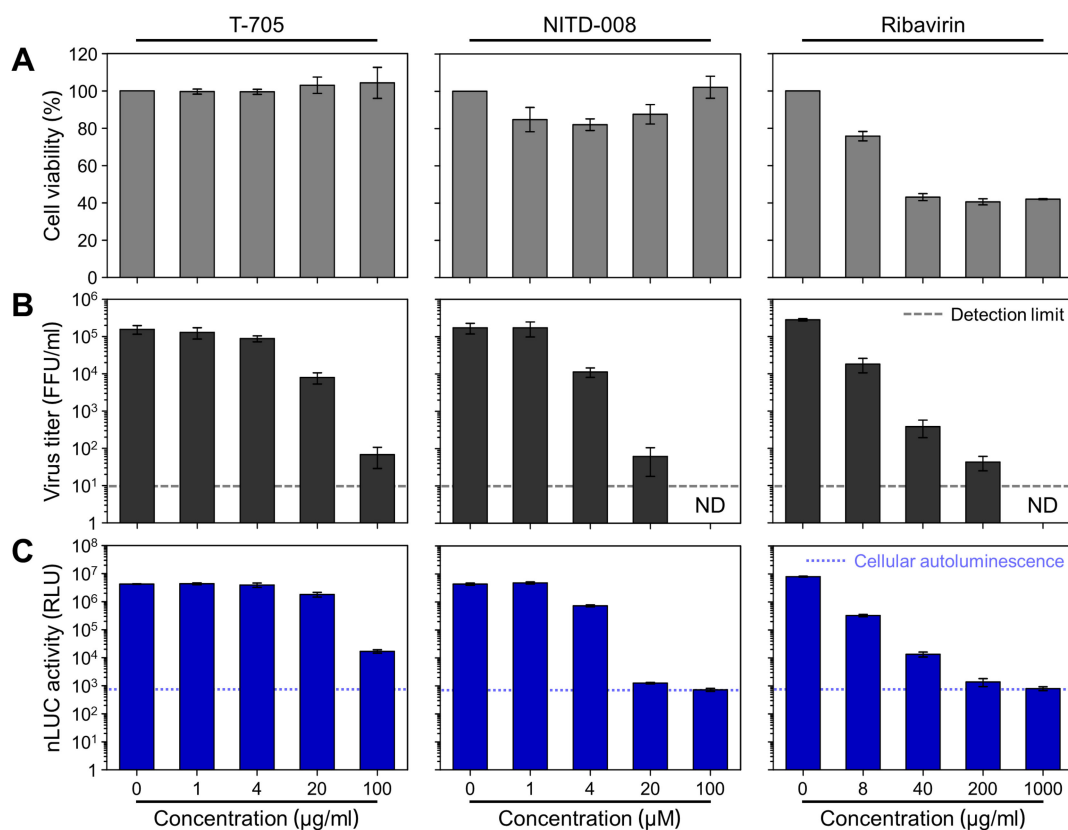 T-705 NITD-008 Ribavirin
A
Cell viability (%)
120
100
80
60
40
20
0
B
Virus titer (FFU/ml)
10⁶
10⁵
10⁴
10³
10²
10¹
1
Detection limit
ND
ND
C
nLUC activity (RLU)
10⁸
10⁷
10⁶
10⁵
10⁴
10³
10²
10¹
1
Cellular autoluminescence
0 1 4 20 100 0 1 4 20 100 0 8 40 200 1000
Concentration (µg/ml) Concentration (µM) Concentration (µg/ml)